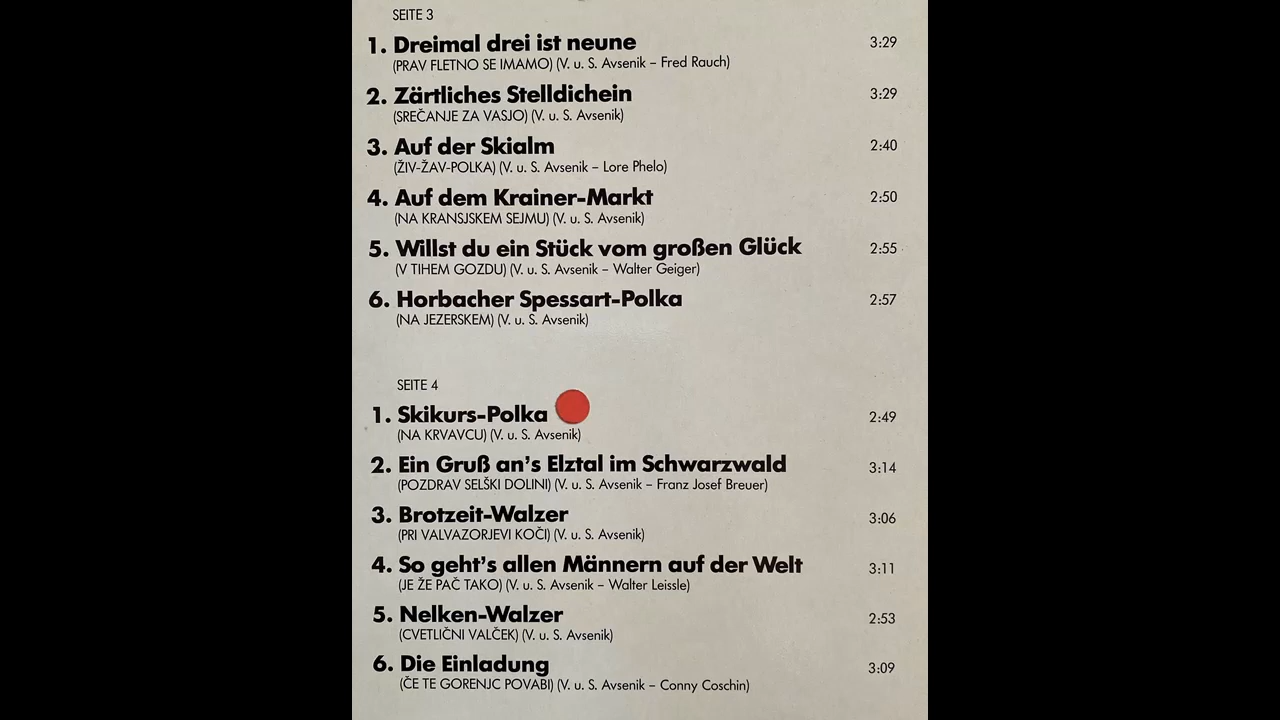 SEITE 3
1. Dreimal drei ist neune 3:29
(PRAV FLETNO SE IMAMO) (V. u. S. Avsenik – Fred Rauch)
2. Zärtliches Stelldichein 3:29
(SREČANJE ZA VASJO) (V. u. S. Avsenik)
3. Auf der Skialm 2:40
(ŽIV-ŽAV-POLKA) (V. u. S. Avsenik – Lore Phelo)
4. Auf dem Krainer-Markt 2:50
(NA KRANSJSKEM SEJMU) (V. u. S. Avsenik)
5. Willst du ein Stück vom großen Glück 2:55
(V TIHEM GOZDU) (V. u. S. Avsenik – Walter Geiger)
6. Horbacher Spessart-Polka 2:57
(NA JEZERSKEM) (V. u. S. Avsenik)
SEITE 4
1. Skikurs-Polka 2:49
(NA KRVAVCU) (V. u. S. Avsenik)
2. Ein Gruß an's Elztal im Schwarzwald 3:14
(POZDRAV SELŠKI DOLINI) (V. u. S. Avsenik – Franz Josef Breuer)
3. Brotzeit-Walzer 3:06
(PRI VALVAZORJEVI KOČI) (V. u. S. Avsenik)
4. So geht's allen Männern auf der Welt 3:11
(JE ŽE PAČ TAKO) (V. u. S. Avsenik – Walter Leissle)
5. Nelken-Walzer 2:53
(CVETLIČNI VALČEK) (V. u. S. Avsenik)
6. Die Einladung 3:09
(ČE TE GORENJC POVABI) (V. u. S. Avsenik – Conny Coschin)